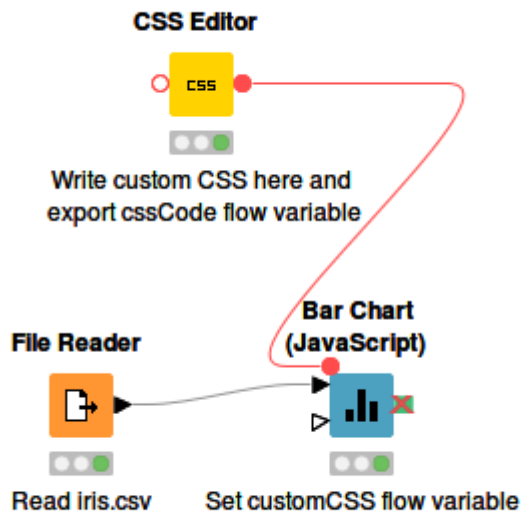 CSS Editor
css
Write custom CSS here and
export cssCode flow variable
Bar Chart
(JavaScript)
File Reader
Read iris.csv
Set customCSS flow variable